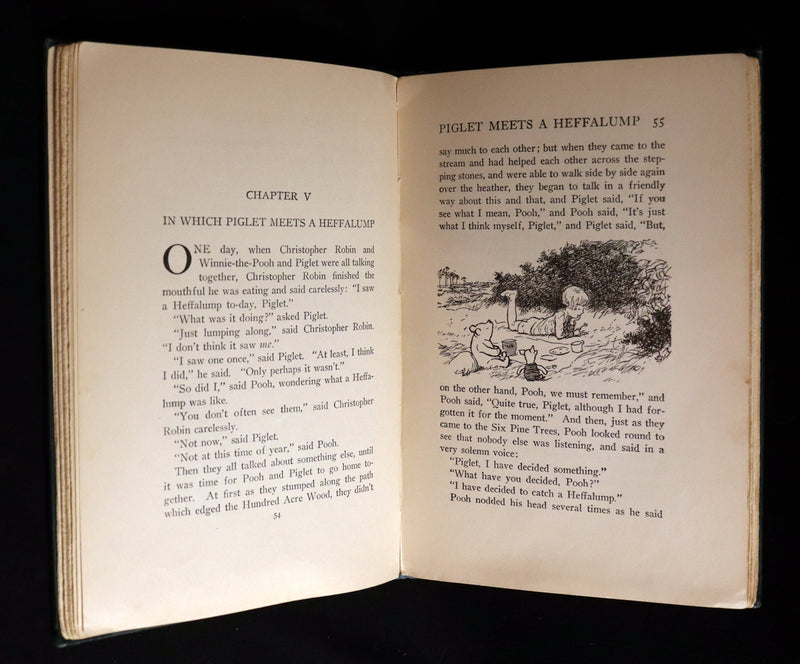 CHAPTER V
IN WHICH PIGLET MEETS A HEFFALUMP
ONE day, when Christopher Robin and
Winnie-the-Pooh and Piglet were all talking
together, Christopher Robin finished the
mouthful he was eating and said carelessly: "I saw
a Heffalump to-day, Piglet."
"What was it doing?" asked Piglet.
"Just lumping along," said Christopher Robin.
"I don't think it saw me."
"I saw one once," said Piglet. "At least, I think
I did," he said. "Only perhaps it wasn't."
"So did I," said Pooh, wondering what a Heffa-
lump was like.
"You don't often see them," said Christopher
Robin carelessly.
"Not now," said Piglet.
"Not at this time of year," said Pooh.
Then they all talked about something else, until
it was time for Pooh and Piglet to go home to-
gether. At first as they stumped along the path
which edged the Hundred Acre Wood, they didn't
54
PIGLET MEETS A HEFFALUMP 55
say much to each other; but when they came to the
stream and had helped each other across the step-
ping stones, and were able to walk side by side again
over the heather, they began to talk in a friendly
way about this and that, and Piglet said, "If you
see what I mean, Pooh," and Pooh said, "It's just
what I think myself, Piglet," and Piglet said, "But,
on the other hand, Pooh, we must remember," and
Pooh said, "Quite true, Piglet, although I had for-
gotten it for the moment." And then, just as they
came to the Six Pine Trees, Pooh looked round to
see that nobody else was listening, and said in a
very solemn voice:
"Piglet, I have decided something."
"What have you decided, Pooh?"
"I have decided to catch a Heffalump."
Pooh nodded his head several times as he said